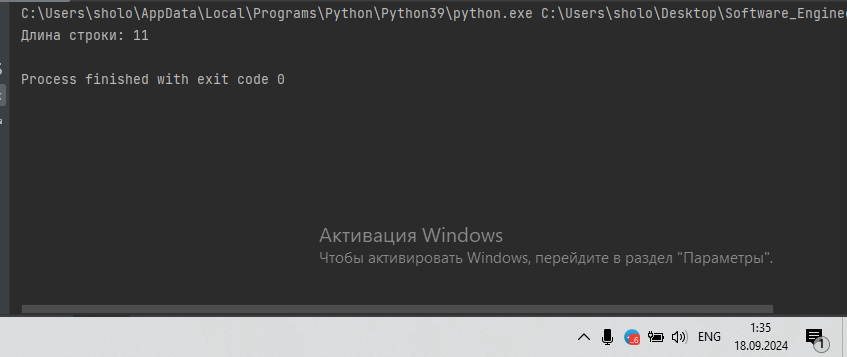 C:\Users\sholo\AppData\Local\Programs\Python\Python39\python.exe C:\Users\sholo\Desktop\Software_Enginee
Длина строки: 11
Process finished with exit code 0
Активация Windows
Чтобы активировать Windows, перейдите в раздел "Параметры".
ENG
1:35
18.09.2024
1